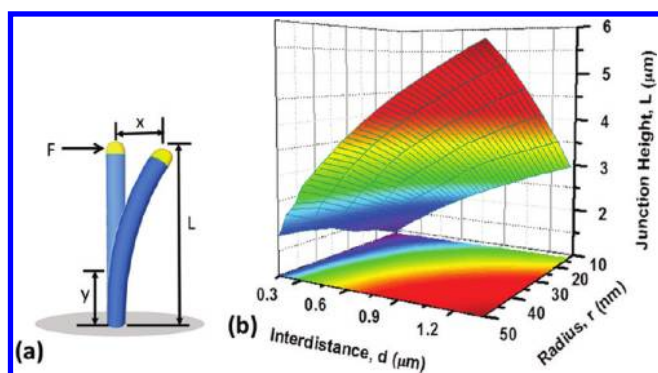 x
F
L
y
(a)
(b)
6
5
4
3
2
Junction Height, L (μm)
0.3
0.6
0.9
1.2
Interdistance, d (μm)
10
20
30
40
50
Radius, r (nm)